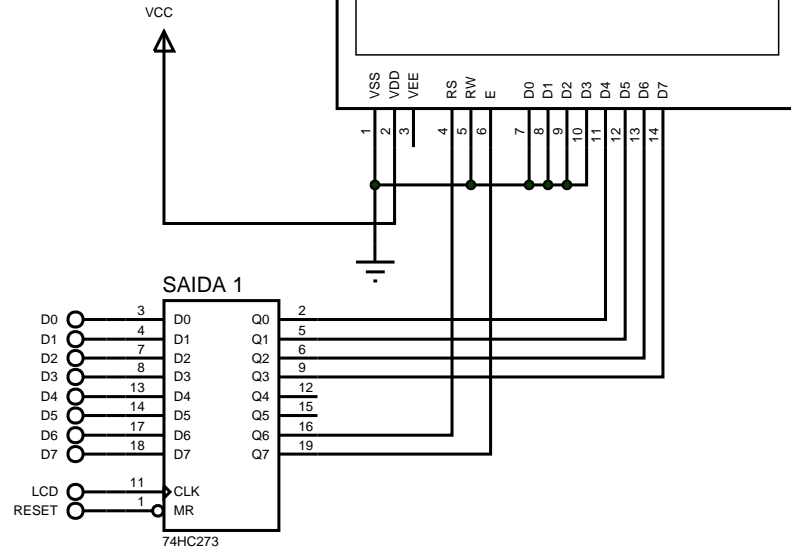 VCC
VSS VDD VEE RS RW E D0 D1 D2 D3 D4 D5 D6 D7
1 2 3 4 5 6 7 8 9 10 11 12 13 14
SAIDA 1
D0 3 D0 Q0 2
D1 4 D1 Q1 5
D2 7 D2 Q2 6
D3 8 D3 Q3 9
D4 13 D4 Q4 12
D5 14 D5 Q5 15
D6 17 D6 Q6 16
D7 18 D7 Q7 19
LCD 11 CLK
RESET 1 MR
74HC273